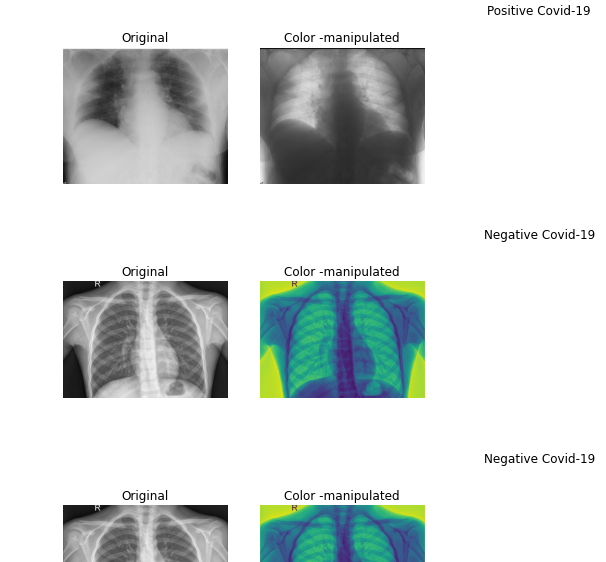 Positive Covid-19
Original
Color -manipulated
Negative Covid-19
Original
Color -manipulated
R
R
Negative Covid-19
Original
Color -manipulated
R
R